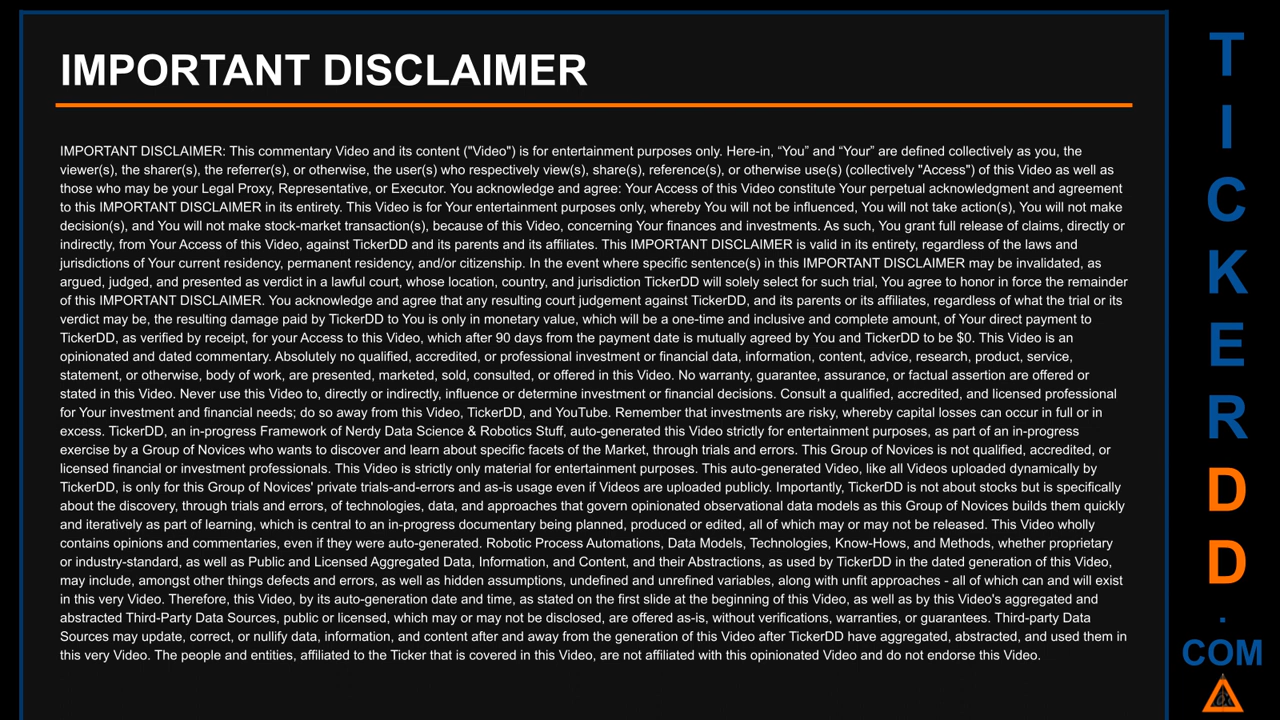 IMPORTANT DISCLAIMER
IMPORTANT DISCLAIMER: This commentary Video and its content ("Video") is for entertainment purposes only. Here-in, “You” and “Your” are defined collectively as you, the
viewer(s), the sharer(s), the referrer(s), or otherwise, the user(s) who respectively view(s), share(s), reference(s), or otherwise use(s) (collectively "Access") of this Video as well as
those who may be your Legal Proxy, Representative, or Executor. You acknowledge and agree: Your Access of this Video constitute Your perpetual acknowledgment and agreement
to this IMPORTANT DISCLAIMER in its entirety. This Video is for Your entertainment purposes only, whereby You will not be influenced, You will not take action(s), You will not make
decision(s), and You will not make stock-market transaction(s), because of this Video, concerning Your finances and investments. As such, You grant full release of claims, directly or
indirectly, from Your Access of this Video, against TickerDD and its parents and its affiliates. This IMPORTANT DISCLAIMER is valid in its entirety, regardless of the laws and
jurisdictions of Your current residency, permanent residency, and/or citizenship. In the event where specific sentence(s) in this IMPORTANT DISCLAIMER may be invalidated, as
argued, judged, and presented as verdict in a lawful court, whose location, country, and jurisdiction TickerDD will solely select for such trial, You agree to honor in force the remainder
of this IMPORTANT DISCLAIMER. You acknowledge and agree that any resulting court judgement against TickerDD, and its parents or its affiliates, regardless of what the trial or its
verdict may be, the resulting damage paid by TickerDD to You is only in monetary value, which will be a one-time and inclusive and complete amount, of Your direct payment to
TickerDD, as verified by receipt, for your Access to this Video, which after 90 days from the payment date is mutually agreed by You and TickerDD to be $0. This Video is an
opinionated and dated commentary. Absolutely no qualified, accredited, or professional investment or financial data, information, content, advice, research, product, service,
statement, or otherwise, body of work, are presented, marketed, sold, consulted, or offered in this Video. No warranty, guarantee, assurance, or factual assertion are offered or
stated in this Video. Never use this Video to, directly or indirectly, influence or determine investment or financial decisions. Consult a qualified, accredited, and licensed professional
for Your investment and financial needs; do so away from this Video, TickerDD, and YouTube. Remember that investments are risky, whereby capital losses can occur in full or in
excess. TickerDD, an in-progress Framework of Nerdy Data Science & Robotics Stuff, auto-generated this Video strictly for entertainment purposes, as part of an in-progress
exercise by a Group of Novices who wants to discover and learn about specific facets of the Market, through trials and errors. This Group of Novices is not qualified, accredited, or
licensed financial or investment professionals. This Video is strictly only material for entertainment purposes. This auto-generated Video, like all Videos uploaded dynamically by
TickerDD, is only for this Group of Novices' private trials-and-errors and as-is usage even if Videos are uploaded publicly. Importantly, TickerDD is not about stocks but is specifically
about the discovery, through trials and errors, of technologies, data, and approaches that govern opinionated observational data models as this Group of Novices builds them quickly
and iteratively as part of learning, which is central to an in-progress documentary being planned, produced or edited, all of which may or may not be released. This Video wholly
contains opinions and commentaries, even if they were auto-generated. Robotic Process Automations, Data Models, Technologies, Know-Hows, and Methods, whether proprietary
or industry-standard, as well as Public and Licensed Aggregated Data, Information, and Content, and their Abstractions, as used by TickerDD in the dated generation of this Video,
may include, amongst other things defects and errors, as well as hidden assumptions, undefined and unrefined variables, along with unfit approaches - all of which can and will exist
in this very Video. Therefore, this Video, by its auto-generation date and time, as stated on the first slide at the beginning of this Video, as well as by this Video's aggregated and
abstracted Third-Party Data Sources, public or licensed, which may or may not be disclosed, are offered as-is, without verifications, warranties, or guarantees. Third-party Data
Sources may update, correct, or nullify data, information, and content after and away from the generation of this Video after TickerDD have aggregated, abstracted, and used them in
this very Video. The people and entities, affiliated to the Ticker that is covered in this Video, are not affiliated with this opinionated Video and do not endorse this Video.
T
I
C
K
E
R
D
D
.
COM